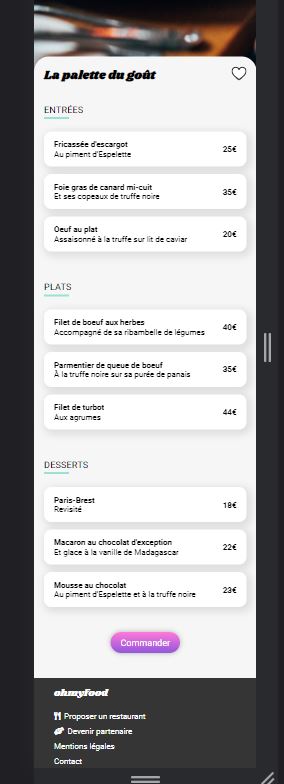 La palette du goût
ENTRÉES
Fricassée d'escargot
Au piment d'Espelette
25€
Foie gras de canard mi-cuit
Et ses copeaux de truffe noire
35€
Oeuf au plat
Assaisonné à la truffe sur lit de caviar
20€
PLATS
Filet de boeuf aux herbes
Accompagné de sa ribambelle de légumes
40€
Parmentier de queue de boeuf
À la truffe noire sur sa purée de panais
35€
Filet de turbot
Aux agrumes
44€
DESSERTS
Paris-Brest
Revisité
18€
Macaron au chocolat d'exception
Et glace à la vanille de Madagascar
22€
Mousse au chocolat
Au piment d'Espelette et à la truffe noire
23€
Commander
ohmyfood
Proposer un restaurant
Devenir partenaire
Mentions légales
Contact